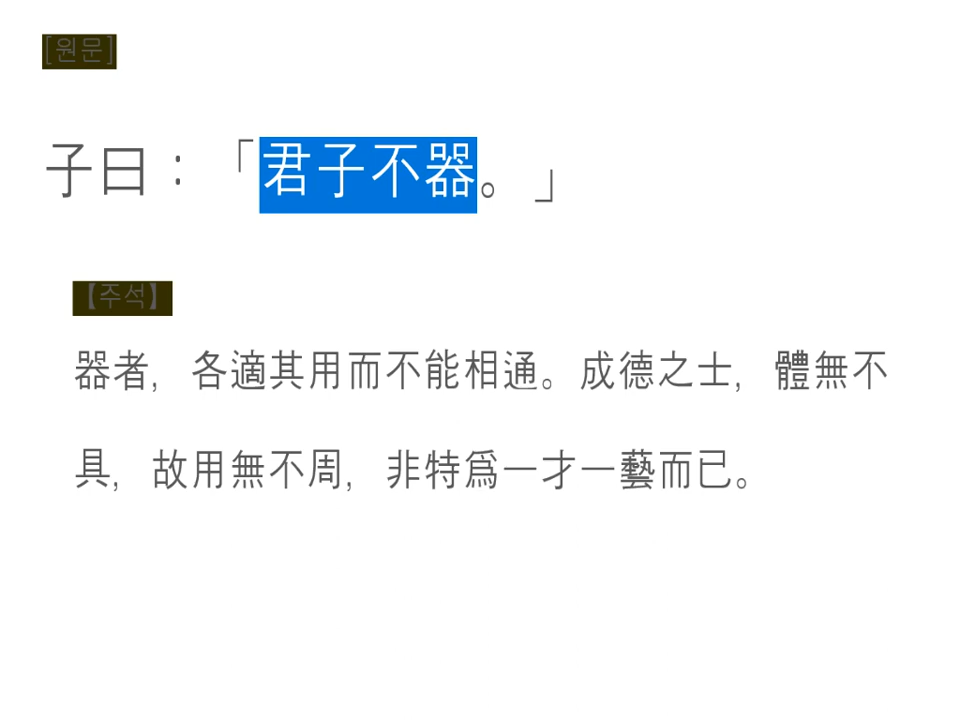 [원문]
子曰：「君子不器。」
【주석】
器者, 各適其用而不能相通。成德之士, 體無不
具, 故用無不周, 非特爲一才一藝而已。